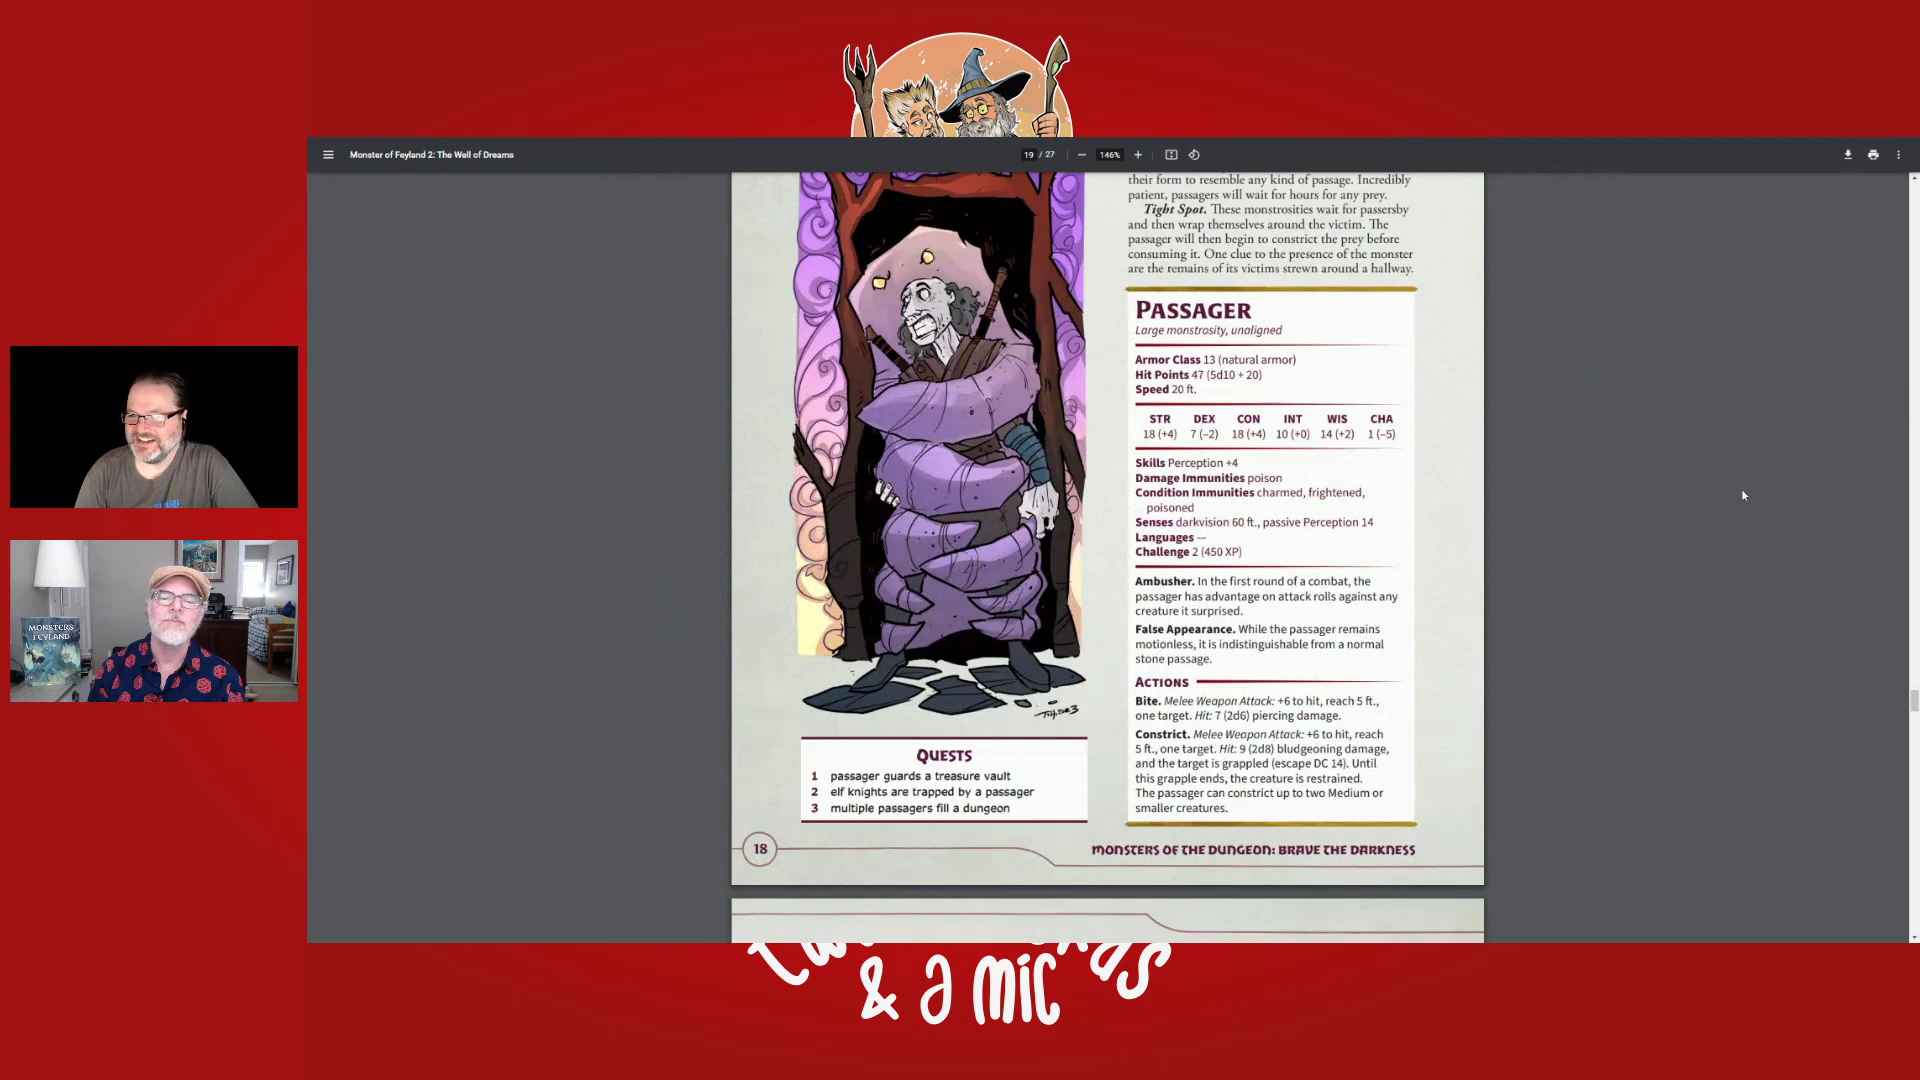 Monster of Feyland 2: The Well of Dreams
19 / 27
146%
their form to resemble any kind of passage. Incredibly
patient, passagers will wait for hours for any prey.
Tight Spot. These monstrosities wait for passersby
and then wrap themselves around the victim. The
passager will then begin to constrict the prey before
consuming it. One clue to the presence of the monster
are the remains of its victims strewn around a hallway.
PASSAGER
Large monstrosity, unaligned
Armor Class 13 (natural armor)
Hit Points 47 (5d10 + 20)
Speed 20 ft.
STR DEX CON INT WIS CHA
18 (+4) 7 (–2) 18 (+4) 10 (+0) 14 (+2) 1 (–5)
Skills Perception +4
Damage Immunities poison
Condition Immunities charmed, frightened,
poisoned
Senses darkvision 60 ft., passive Perception 14
Languages —
Challenge 2 (450 XP)
Ambusher. In the first round of a combat, the
passager has advantage on attack rolls against any
creature it surprised.
False Appearance. While the passager remains
motionless, it is indistinguishable from a normal
stone passage.
ACTIONS
Bite. Melee Weapon Attack: +6 to hit, reach 5 ft.,
one target. Hit: 7 (2d6) piercing damage.
Constrict. Melee Weapon Attack: +6 to hit, reach
5 ft., one target. Hit: 9 (2d8) bludgeoning damage,
and the target is grappled (escape DC 14). Until
this grapple ends, the creature is restrained.
The passager can constrict up to two Medium or
smaller creatures.
QUESTS
1 passager guards a treasure vault
2 elf knights are trapped by a passager
3 multiple passagers fill a dungeon
18
MONSTERS OF THE DUNGEON: BRAVE THE DARKNESS
MONSTERS
FEYLAND
& a mic